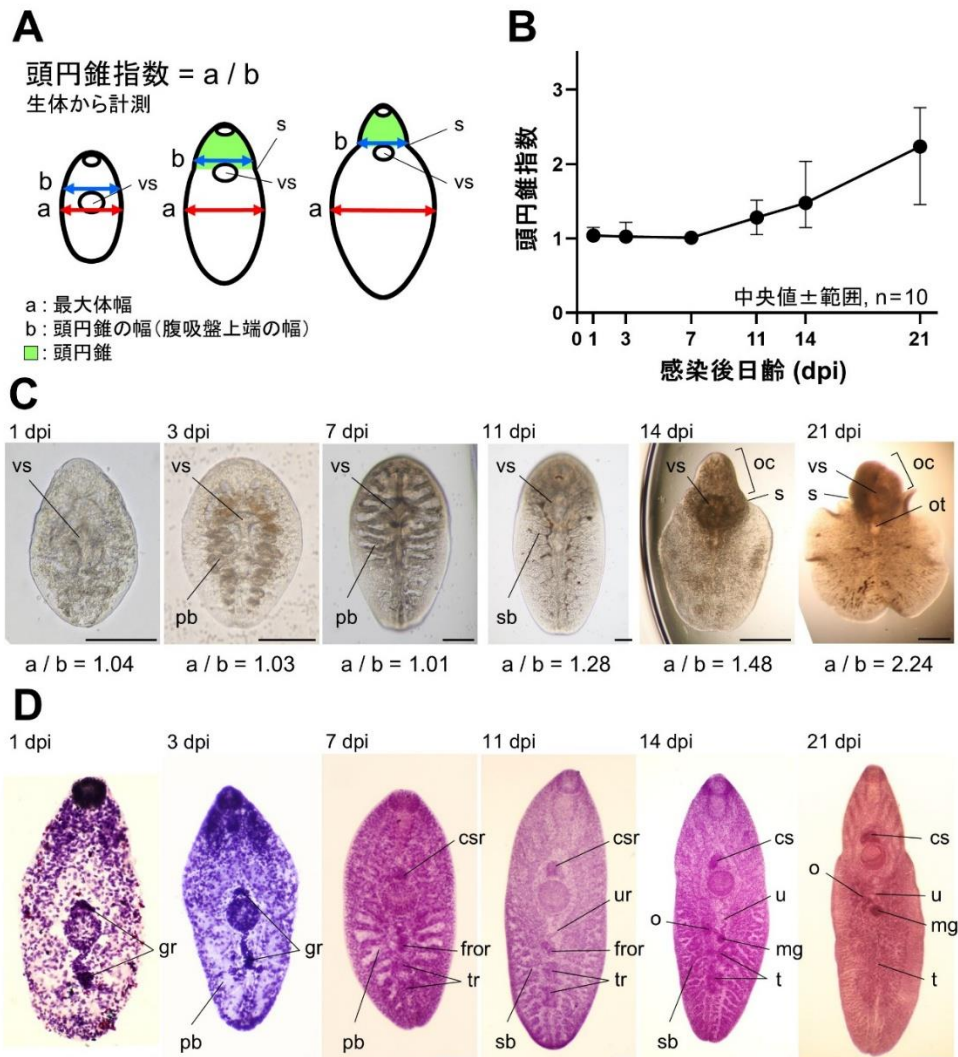 A
頭円錐指数 = a / b
生体から計測
b
a
vs
b
a
s
vs
b
a
s
vs
a : 最大体幅
b : 頭円錐の幅(腹吸盤上端の幅)
: 頭円錐
B
頭円錐指数
3
2
1
0
中央値±範囲, n=10
0 1 3 7 11 14 21
感染後日齢 (dpi)
C
1 dpi
vs
a / b = 1.04
3 dpi
vs
pb
a / b = 1.03
7 dpi
vs
pb
a / b = 1.01
11 dpi
vs
sb
a / b = 1.28
14 dpi
vs
oc
s
a / b = 1.48
21 dpi
vs
oc
s
ot
a / b = 2.24
D
1 dpi
gr
3 dpi
gr
pb
7 dpi
csr
fror
tr
pb
11 dpi
csr
ur
fror
tr
sb
14 dpi
cs
o
u
mg
t
sb
21 dpi
cs
o
u
mg
t